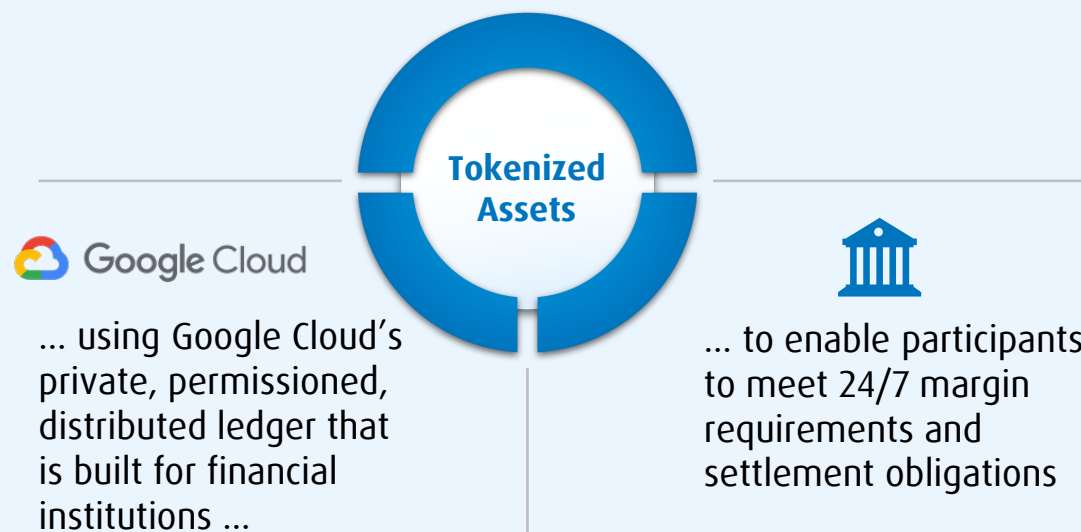 Tokenized
Assets
Google Cloud
... using Google Cloud’s
private, permissioned,
distributed ledger that
is built for financial
institutions ...
... to enable participants
to meet 24/7 margin
requirements and
settlement obligations